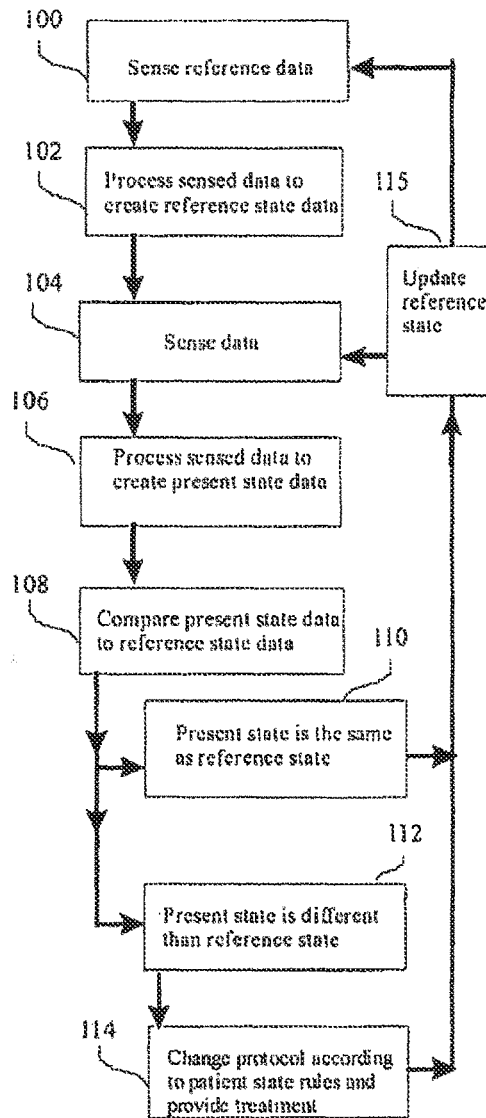 100
Sense reference data
102
Process sensed data to
create reference state data
115
Update
reference
state
104
Sense data
106
Process sensed data to
create present state data
108
Compare present state data
to reference state data
110
Present state is the same
as reference state
112
Present state is different
than reference state
114
Change protocol according
to patient state rules and
provide treatment